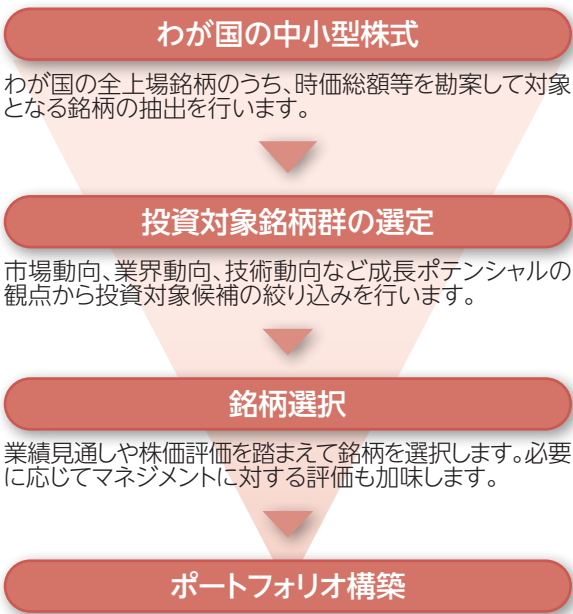 わが国の中小型株式
わが国の全上場銘柄のうち、時価総額等を勘案して対象
となる銘柄の抽出を行います。
投資対象銘柄群の選定
市場動向、業界動向、技術動向など成長ポテンシャルの
観点から投資対象候補の絞り込みを行います。
銘柄選択
業績見通しや株価評価を踏まえて銘柄を選択します。必要
に応じてマネジメントに対する評価も加味します。
ポートフォリオ構築